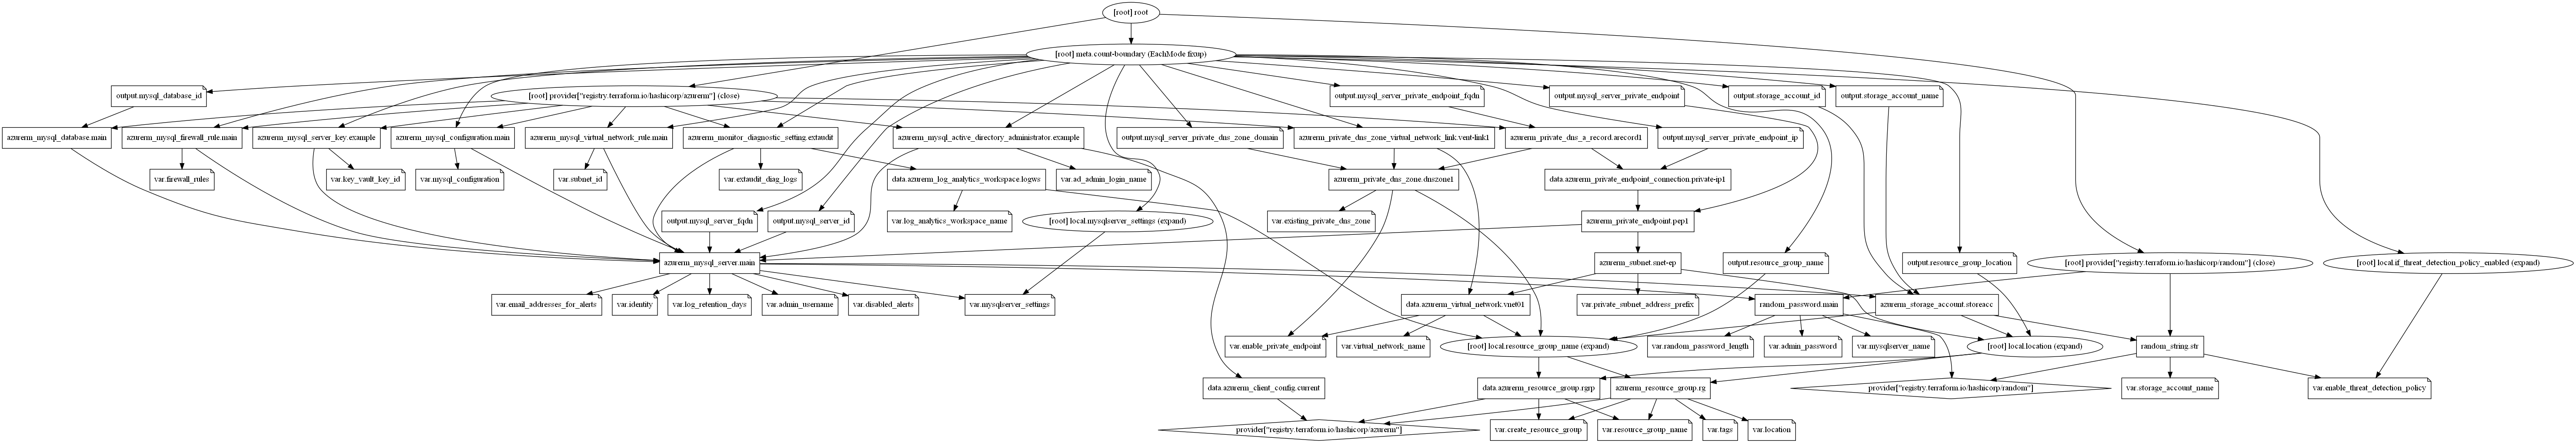 [root] root
[root] meta.count-boundary (EachMode fixup)
output.mysql_database_id
[root] provider["registry.terraform.io/hashicorp/azurerm"] (close)
output.mysql_server_private_endpoint_fqdn
output.mysql_server_private_endpoint
output.storage_account_id
output.storage_account_name
azurerm_mysql_database.main
azurerm_mysql_firewall_rule.main
azurerm_mysql_server_key.example
azurerm_mysql_configuration.main
azurerm_mysql_virtual_network_rule.main
azurerm_monitor_diagnostic_setting.extaudit
azurerm_mysql_active_directory_administrator.example
output.mysql_server_private_dns_zone_domain
azurerm_private_dns_zone_virtual_network_link.vent-link1
azurerm_private_dns_a_record.arecord1
output.mysql_server_private_endpoint_ip
var.firewall_rules
var.key_vault_key_id
var.mysql_configuration
var.subnet_id
var.extaudit_diag_logs
data.azurerm_log_analytics_workspace.logws
var.ad_admin_login_name
azurerm_private_dns_zone.dnszone1
data.azurerm_private_endpoint_connection.private-ip1
output.mysql_server_fqdn
output.mysql_server_id
var.log_analytics_workspace_name
[root] local.mysqlserver_settings (expand)
var.existing_private_dns_zone
azurerm_private_endpoint.pep1
azurerm_mysql_server.main
azurerm_subnet.snet-ep
output.resource_group_name
output.resource_group_location
[root] provider["registry.terraform.io/hashicorp/random"] (close)
[root] local.if_threat_detection_policy_enabled (expand)
var.email_addresses_for_alerts
var.identity
var.log_retention_days
var.admin_username
var.disabled_alerts
var.mysqlserver_settings
data.azurerm_virtual_network.vnet01
var.private_subnet_address_prefix
random_password.main
azurerm_storage_account.storeacc
var.enable_private_endpoint
var.virtual_network_name
[root] local.resource_group_name (expand)
var.random_password_length
var.admin_password
var.mysqlserver_name
[root] local.location (expand)
random_string.str
data.azurerm_client_config.current
data.azurerm_resource_group.rgrp
azurerm_resource_group.rg
provider["registry.terraform.io/hashicorp/random"]
var.storage_account_name
var.enable_threat_detection_policy
provider["registry.terraform.io/hashicorp/azurerm"]
var.create_resource_group
var.resource_group_name
var.tags
var.location